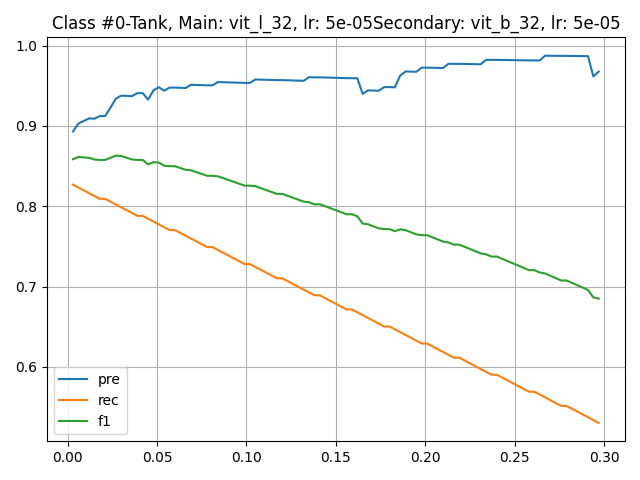 Class #0-Tank, Main: vit_l_32, lr: 5e-05Secondary: vit_b_32, lr: 5e-05
1.0
0.9
0.8
0.7
0.6
pre
rec
f1
0.00 0.05 0.10 0.15 0.20 0.25 0.30